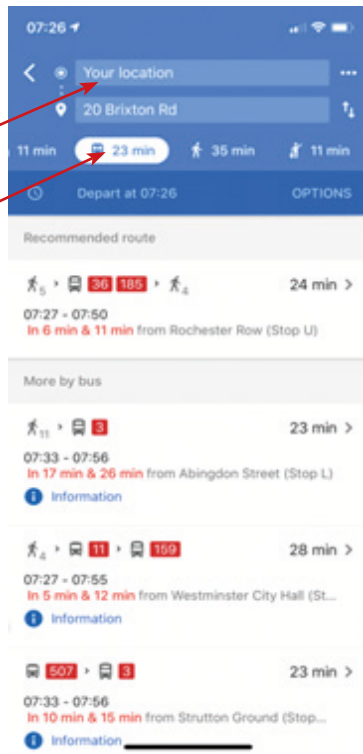 07:26
Your location
20 Brixton Rd
11 min 23 min 35 min 11 min
Depart at 07:26 OPTIONS
Recommended route
5 36 185 4 24 min >
07:27 - 07:50
In 6 min & 11 min from Rochester Row (Stop U)
More by bus
11 3 23 min >
07:33 - 07:56
In 17 min & 26 min from Abingdon Street (Stop L)
Information
4 11 159 28 min >
07:27 - 07:55
In 5 min & 12 min from Westminster City Hall (St...
Information
507 3 23 min >
07:33 - 07:56
In 10 min & 15 min from Strutton Ground (Stop...
Information